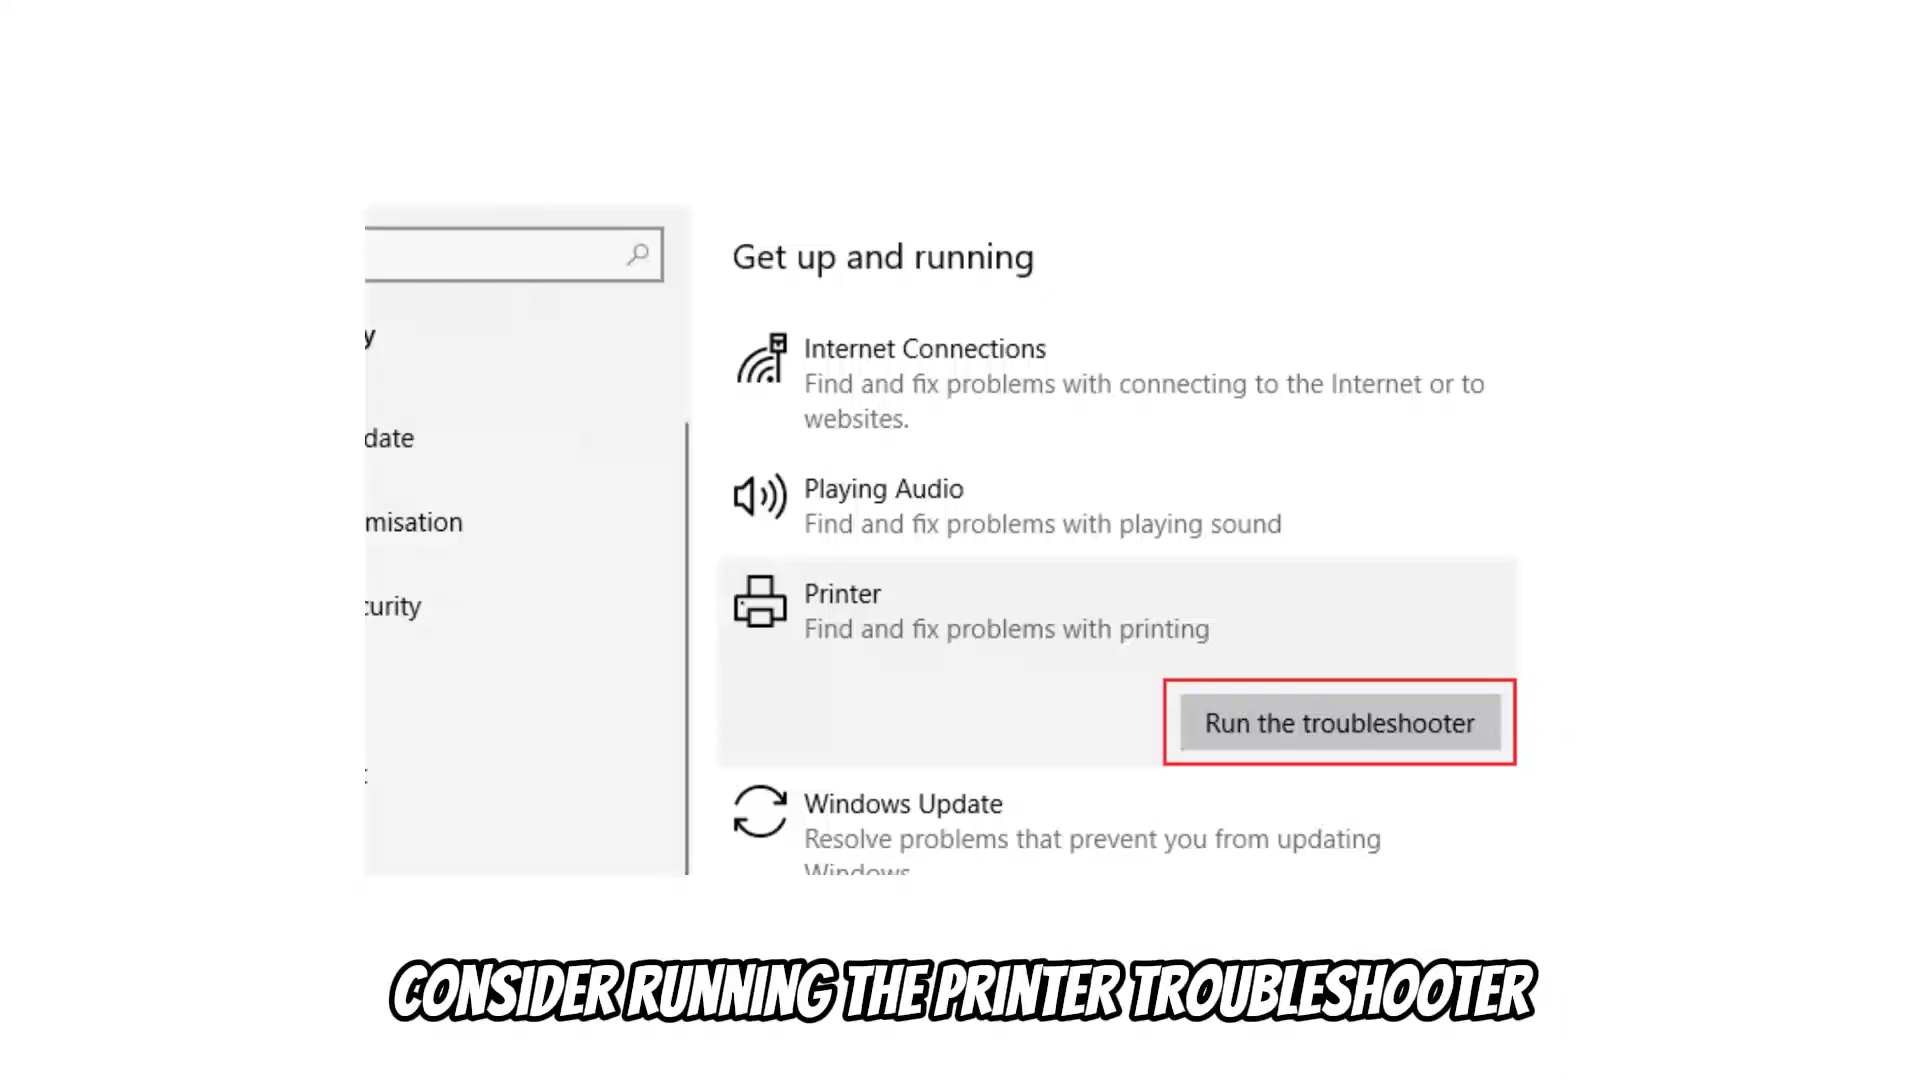 Get up and running
Internet Connections
Find and fix problems with connecting to the Internet or to
websites.
y
date
Playing Audio
misation
Find and fix problems with playing sound
Printer
curity
Find and fix problems with printing
Run the troubleshooter
Windows Update
Resolve problems that prevent you from updating
Windows
CONSIDER RUNNING THE PRINTER TROUBLESHOOTER